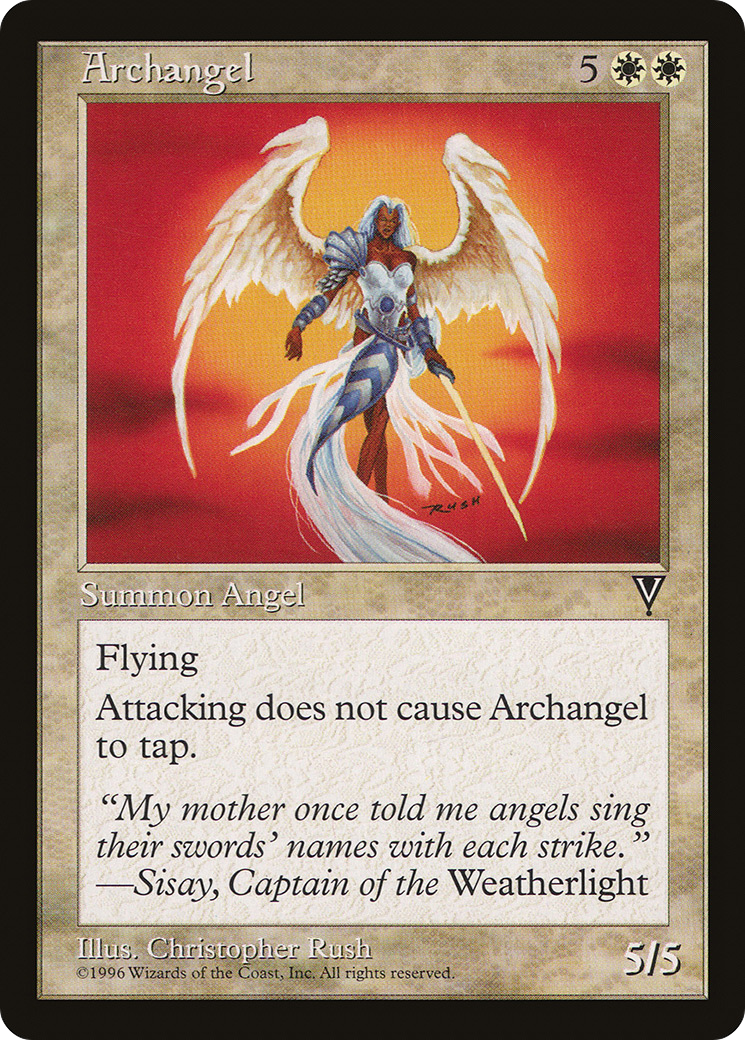 Archangel 5
RUSH
Summon Angel V
Flying
Attacking does not cause Archangel
to tap.
“My mother once told me angels sing
their swords’ names with each strike.”
—Sisay, Captain of the Weatherlight
Illus. Christopher Rush
©1996 Wizards of the Coast, Inc. All rights reserved.
5/5